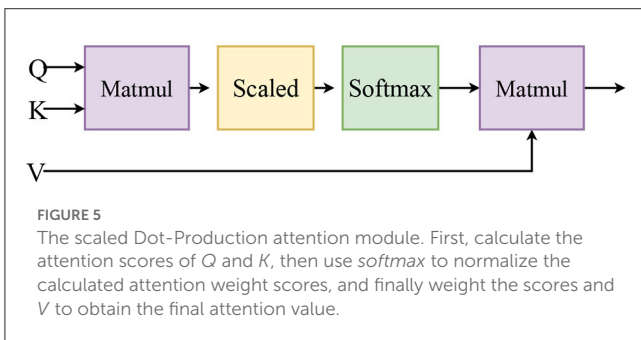 Q
K
Matmul
Scaled
Softmax
Matmul
V
FIGURE 5
The scaled Dot-Production attention module. First, calculate the
attention scores of Q and K, then use softmax to normalize the
calculated attention weight scores, and finally weight the scores and
V to obtain the final attention value.